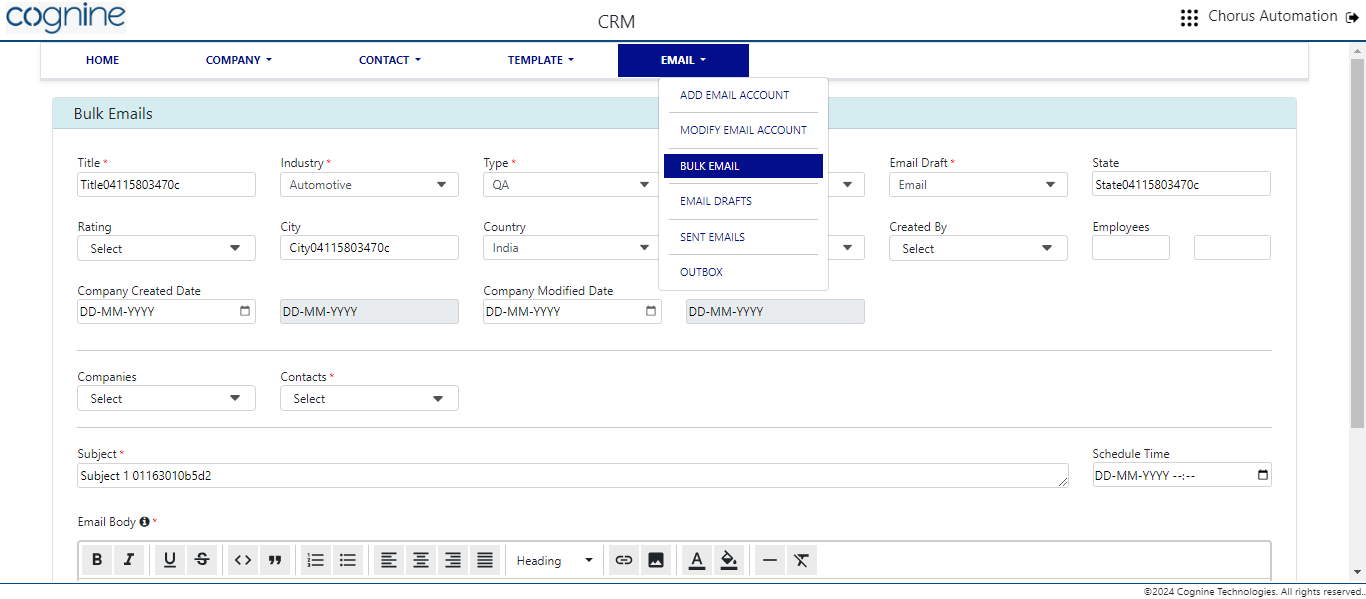 cognine
CRM
Chorus Automation
HOME COMPANY CONTACT TEMPLATE EMAIL
ADD EMAIL ACCOUNT
MODIFY EMAIL ACCOUNT
BULK EMAIL
EMAIL DRAFTS
SENT EMAILS
OUTBOX
Bulk Emails
Title * Industry * Type * Email Draft * State
Title04115803470c Automotive QA Email State04115803470c
Rating City Country Created By Employees
Select City04115803470c India Select
Company Created Date Company Modified Date
DD-MM-YYYY DD-MM-YYYY DD-MM-YYYY DD-MM-YYYY
Companies Contacts *
Select Select
Subject * Schedule Time
Subject 1 01163010b5d2 DD-MM-YYYY --:--
Email Body *
B I U S Heading A
©2024 Cognine Technologies. All rights reserved..